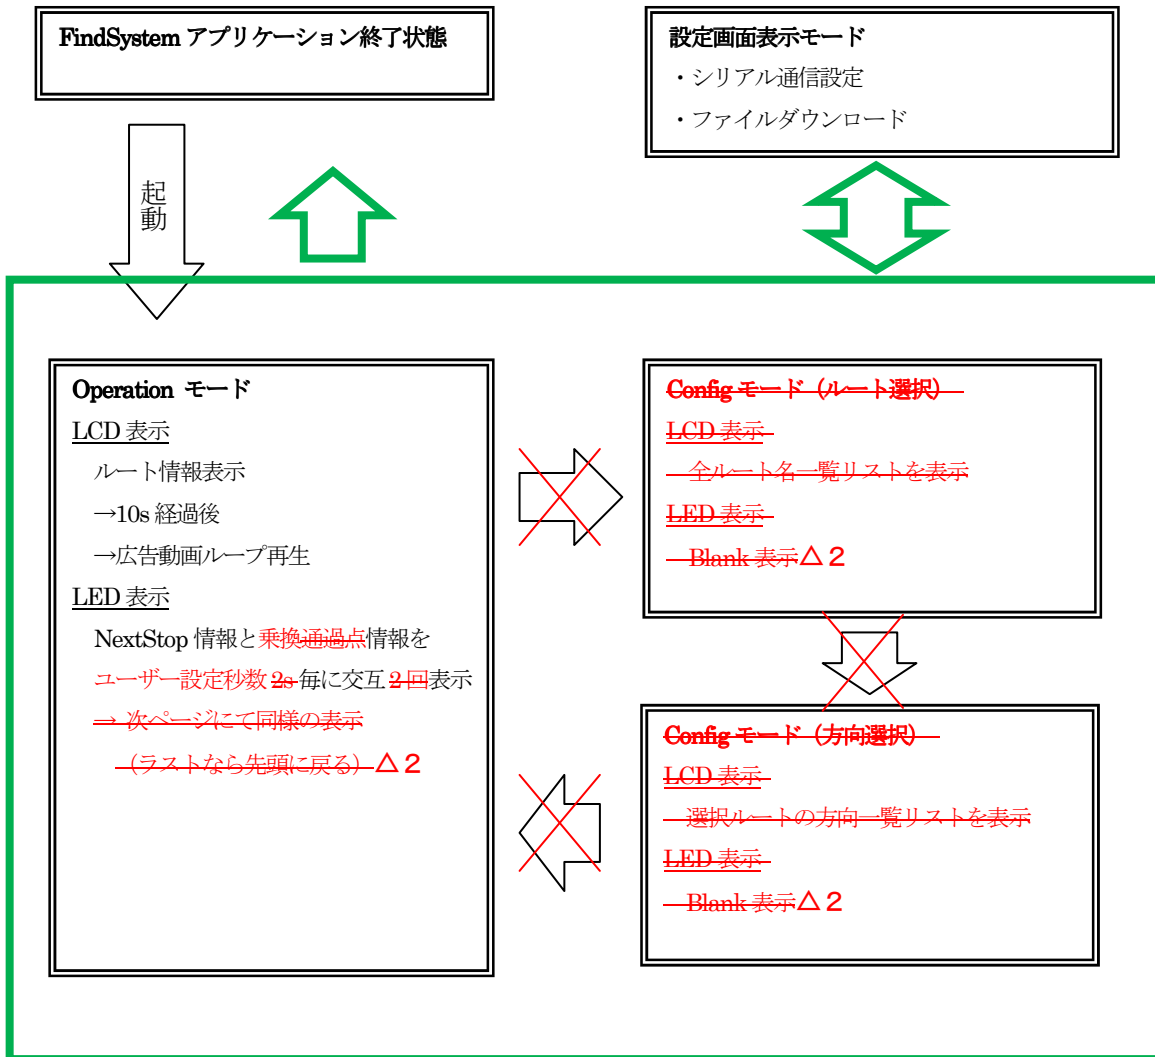 FindSystem アプリケーション終了状態
設定画面表示モード
・シリアル通信設定
・ファイルダウンロード
起動
Operation モード
LCD 表示
ルート情報表示
→10s 経過後
→広告動画ループ再生
LED 表示
NextStop 情報と乗換通過点情報を
ユーザー設定秒数 2s 毎に交互 2 回表示
→ 次ページにて同様の表示
（ラストなら先頭に戻る）△２
Config モード（ルート選択）
LCD 表示
全ルート名一覧リストを表示
LED 表示
Blank 表示△２
Config モード（方向選択）
LCD 表示
選択ルートの方向一覧リストを表示
LED 表示
Blank 表示△２